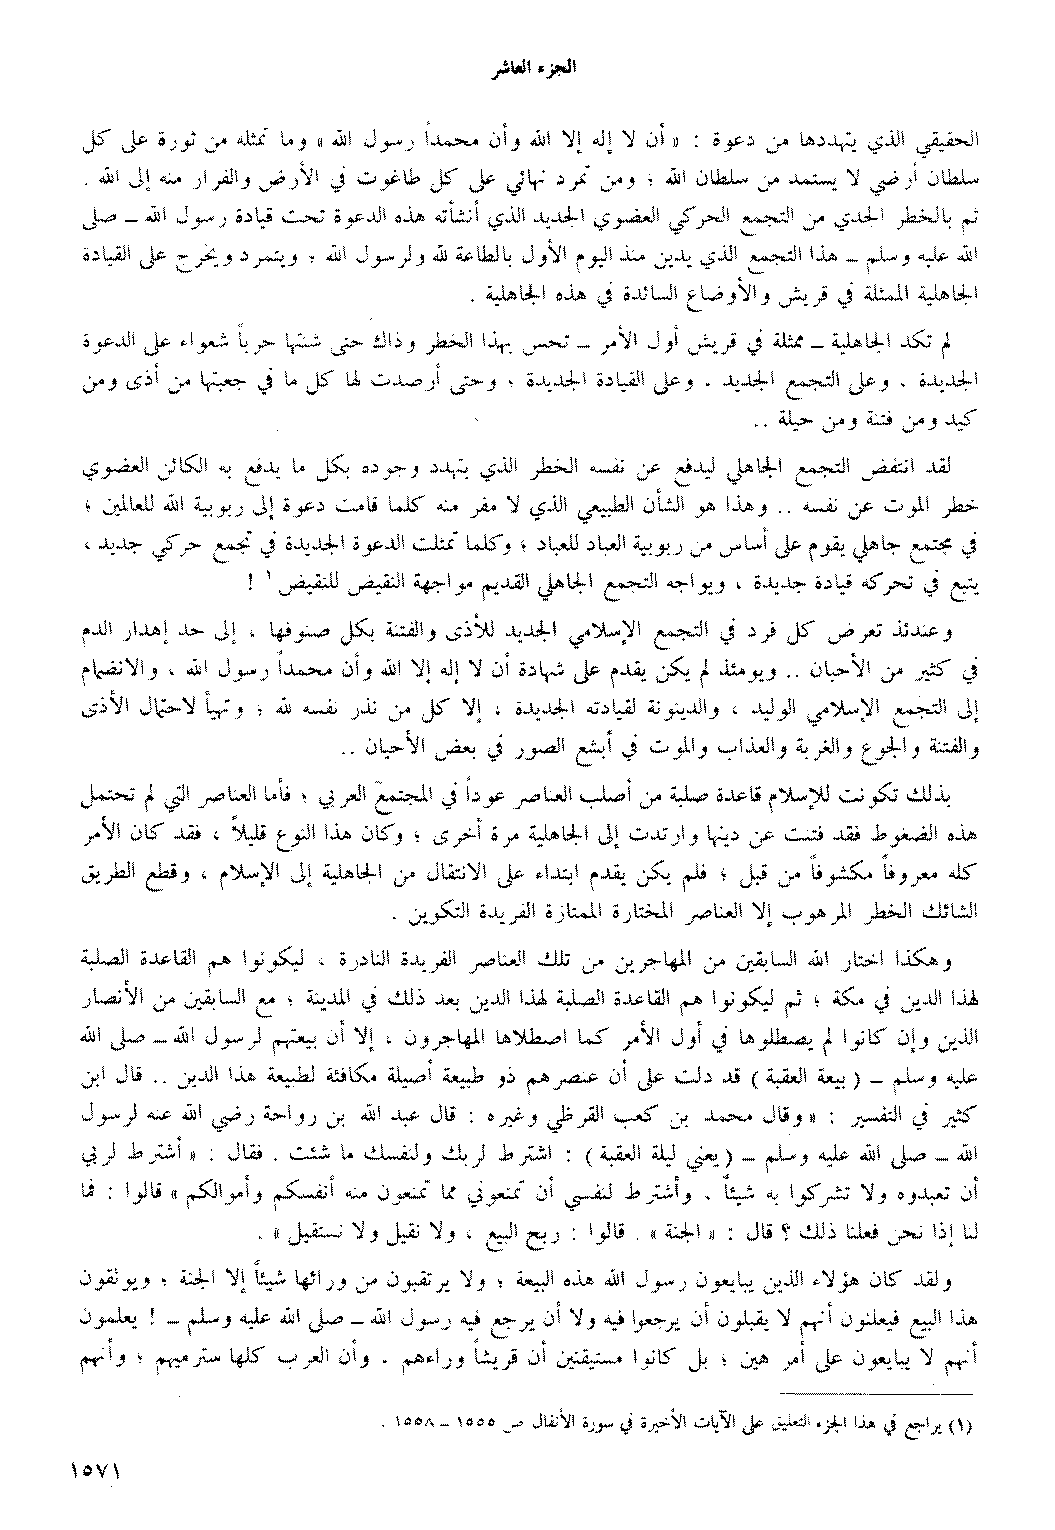 الجزء العاشر
الحقيقي الذي يتهددها من دعوة : « أن لا إله إلا الله وأن محمداً رسول الله » وما تمثله من ثورة على كل
سلطان أرضي لا يستمد من سلطان الله ؛ ومن تمرد نهائي على كل طاغوت في الأرض والفرار منه إلى الله .
ثم بالخطر الجدي من التجمع الحركي العضوي الجديد الذي أنشأته هذه الدعوة تحت قيادة رسول الله – صلى
الله عليه وسلم – هذا التجمع الذي يدين منذ اليوم الأول بالطاعة لله ولرسول الله ؛ ويتمرد ويخرج على القيادة
الجاهلية الممثلة في قريش والأوضاع السائدة في هذه الجاهلية .
لم تكد الجاهلية – ممثلة في قريش أول الأمر – تحس بهذا الخطر وذاك حتى شنتها حرباً شعواء على الدعوة
الجديدة ، وعلى التجمع الجديد ، وعلى القيادة الجديدة ؛ وحتى أرصدت لها كل ما في جعبتها من أذى ومن
كيد ومن فتنة ومن حيلة ..
لقد انتفض التجمع الجاهلي ليدفع عن نفسه الخطر الذي يتهدد وجوده بكل ما يدفع به الكائن العضوي
خطر الموت عن نفسه .. وهذا هو الشأن الطبيعي الذي لا مفر منه كلما قامت دعوة إلى ربوبية الله للعالمين ؛
في مجتمع جاهلي يقوم على أساس من ربوبية العباد للعباد ؛ وكلما تمثلت الدعوة الجديدة في تجمع حركي جديد ،
يتبع في تحركه قيادة جديدة ، ويواجه التجمع الجاهلي القديم مواجهة النقيض للنقيض ١ !
وعندئذ تعرض كل فرد في التجمع الإسلامي الجديد للأذى والفتنة بكل صنوفها ، إلى حد إهدار الدم
في كثير من الأحيان .. ويومئذ لم يكن يقدم على شهادة أن لا إله إلا الله وأن محمداً رسول الله ، والانضمام
إلى التجمع الإسلامي الوليد ، والدينونة لقيادته الجديدة ، إلا كل من نذر نفسه لله ؛ وتهيأ لاحتمال الأذى
والفتنة والجوع والغربة والعذاب والموت في أبشع الصور في بعض الأحيان ..
بذلك تكونت للإسلام قاعدة صلبة من أصلب العناصر عوداً في المجتمع العربي ؛ فأما العناصر التي لم تحتمل
هذه الضغوط فقد فتنت عن دينها وارتدت إلى الجاهلية مرة أخرى ؛ وكان هذا النوع قليلاً ، فقد كان الأمر
كله معروفاً مكشوفاً من قبل ؛ فلم يكن يقدم ابتداء على الانتقال من الجاهلية إلى الإسلام ، وقطع الطريق
الشائك الخطر المرهوب إلا العناصر المختارة الممتازة الفريدة التكوين .
وهكذا اختار الله السابقين من المهاجرين من تلك العناصر الفريدة النادرة ، ليكونوا هم القاعدة الصلبة
لهذا الدين في مكة ؛ ثم ليكونوا هم القاعدة الصلبة لهذا الدين بعد ذلك في المدينة ؛ مع السابقين من الأنصار
الذين وإن كانوا لم يصطلوها في أول الأمر كما اصطلاها المهاجرون ، إلا أن بيعتهم لرسول الله – صلى الله
عليه وسلم – ( بيعة العقبة ) قد دلت على أن عنصرهم ذو طبيعة أصيلة مكافئة لطبيعة هذا الدين .. قال ابن
كثير في التفسير : « وقال محمد بن كعب القرظي وغيره : قال عبد الله بن رواحة رضي الله عنه لرسول
الله – صلى الله عليه وسلم – ( يعني ليلة العقبة ) : اشترط لربك ولنفسك ما شئت . فقال : « أشترط لربي
أن تعبدوه ولا تشركوا به شيئاً ، وأشترط لنفسي أن تمنعوني مما تمنعون منه أنفسكم وأموالكم » قالوا : فما
لنا إذا نحن فعلنا ذلك ؟ قال : « الجنة » . قالوا : ربح البيع ، ولا نقيل ولا نستقيل » .
ولقد كان هؤلاء الذين يبايعون رسول الله هذه البيعة ؛ ولا يرتقبون من ورائها شيئاً إلا الجنة ؛ ويوثقون
هذا البيع فيعلنون أنهم لا يقبلون أن يرجعوا فيه ولا أن يرجع فيه رسول الله – صلى الله عليه وسلم – ! يعلمون
أنهم لا يبايعون على أمر هين ؛ بل كانوا مستيقنين أن قريشاً وراءهم ، وأن العرب كلها سترميهم ؛ وأنهم
(١) يراجع في هذا الجزء التعليق على الآيات الأخيرة في سورة الأنفال ص ١٥٥٥ – ١٥٥٨ .
١٥٧١